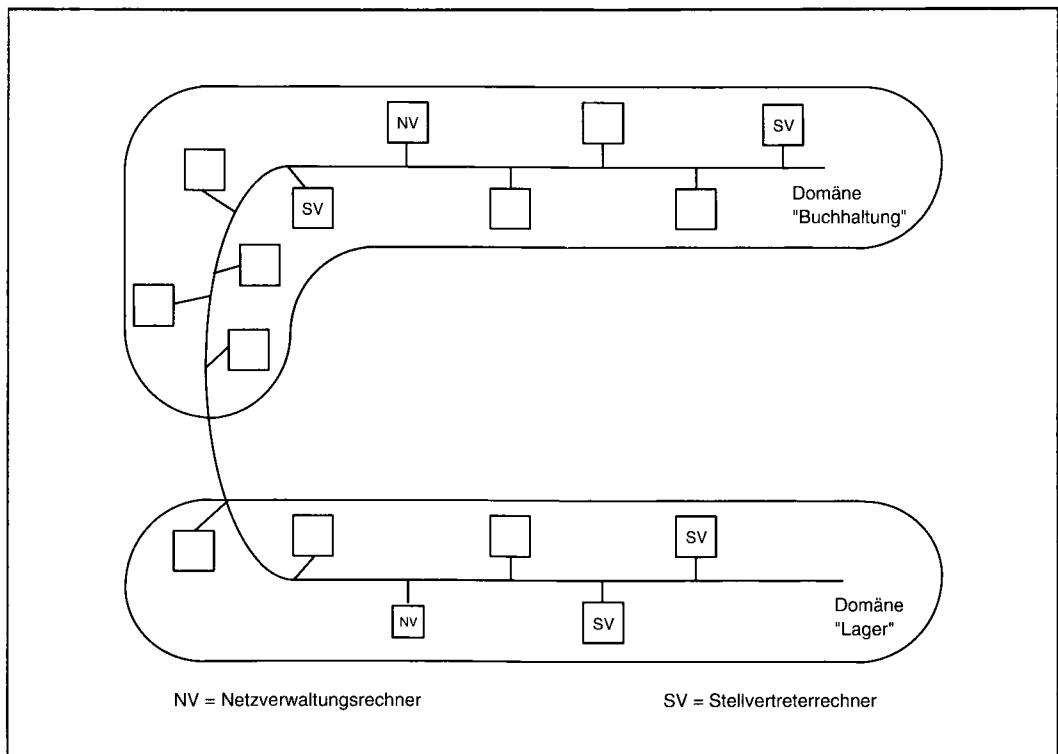 NV
SV
SV
Domäne
"Buchhaltung"
SV
NV
SV
Domäne
"Lager"
NV = Netzverwaltungsrechner
SV = Stellvertreterrechner